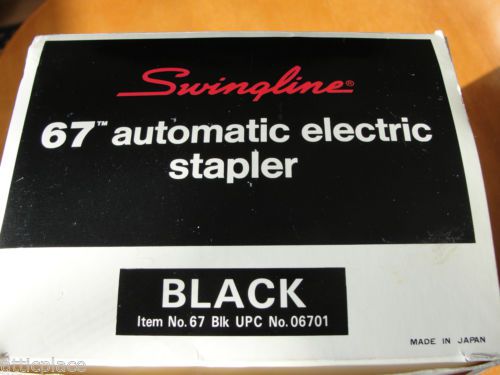 Swingline®
67™ automatic electric
stapler
BLACK
Item No. 67 Blk UPC No. 06701
MADE IN JAPAN
atticplace